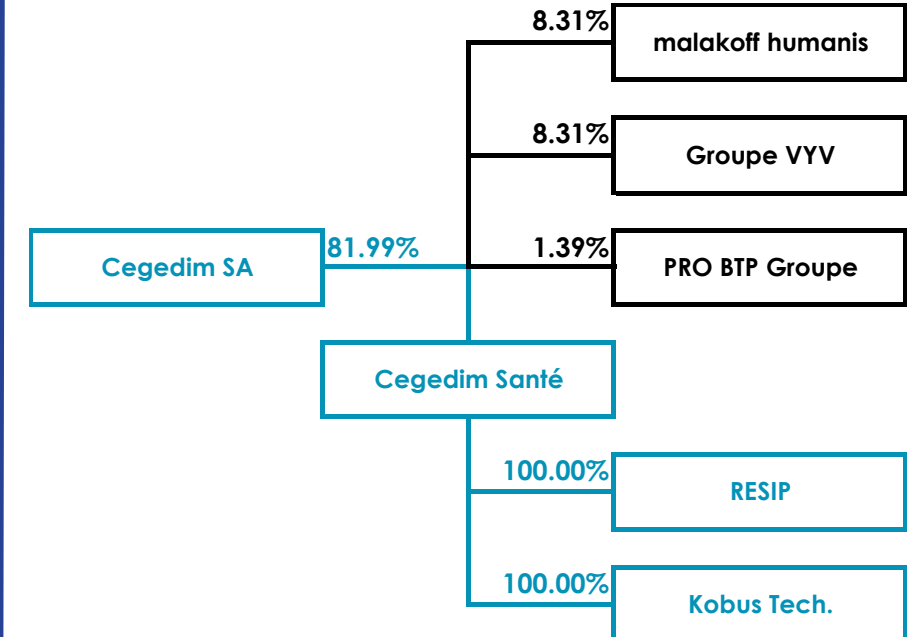 8.31%
malakoff humanis
8.31%
Groupe VYV
Cegedim SA
81.99%
1.39%
PRO BTP Groupe
Cegedim Santé
100.00%
RESIP
100.00%
Kobus Tech.